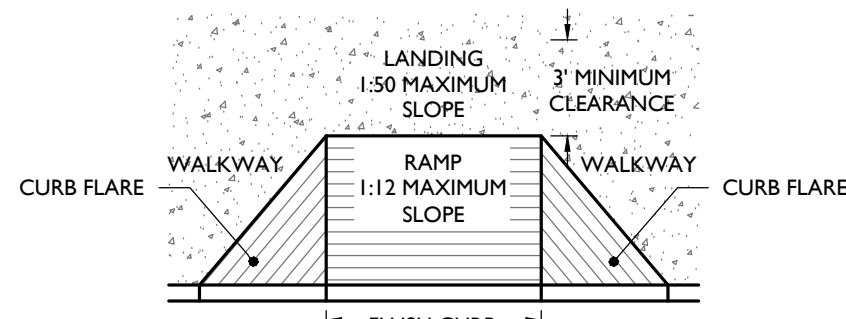 LANDING
1:50 MAXIMUM
SLOPE
3' MINIMUM
CLEARANCE
WALKWAY
RAMP
1:12 MAXIMUM
SLOPE
WALKWAY
CURB FLARE
CURB FLARE